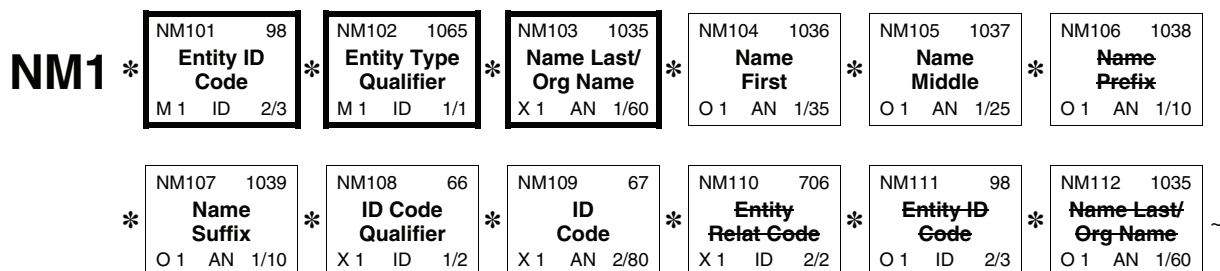 NM101 98 NM102 1065 NM103 1035 NM104 1036 NM105 1037 NM106 1038
NM1 * Entity ID * Entity Type * Name Last/ * Name * Name * Name
Code Qualifier Org Name First Middle Prefix
M 1 ID 2/3 M 1 ID 1/1 X 1 AN 1/60 O 1 AN 1/35 O 1 AN 1/25 O 1 AN 1/10
NM107 1039 NM108 66 NM109 67 NM110 706 NM111 98 NM112 1035
* Name * ID Code * ID * Entity * Entity ID * Name Last/ ~
Suffix Qualifier Code Relat Code Code Org Name
O 1 AN 1/10 X 1 ID 1/2 X 1 AN 2/80 X 1 ID 2/2 O 1 ID 2/3 O 1 AN 1/60